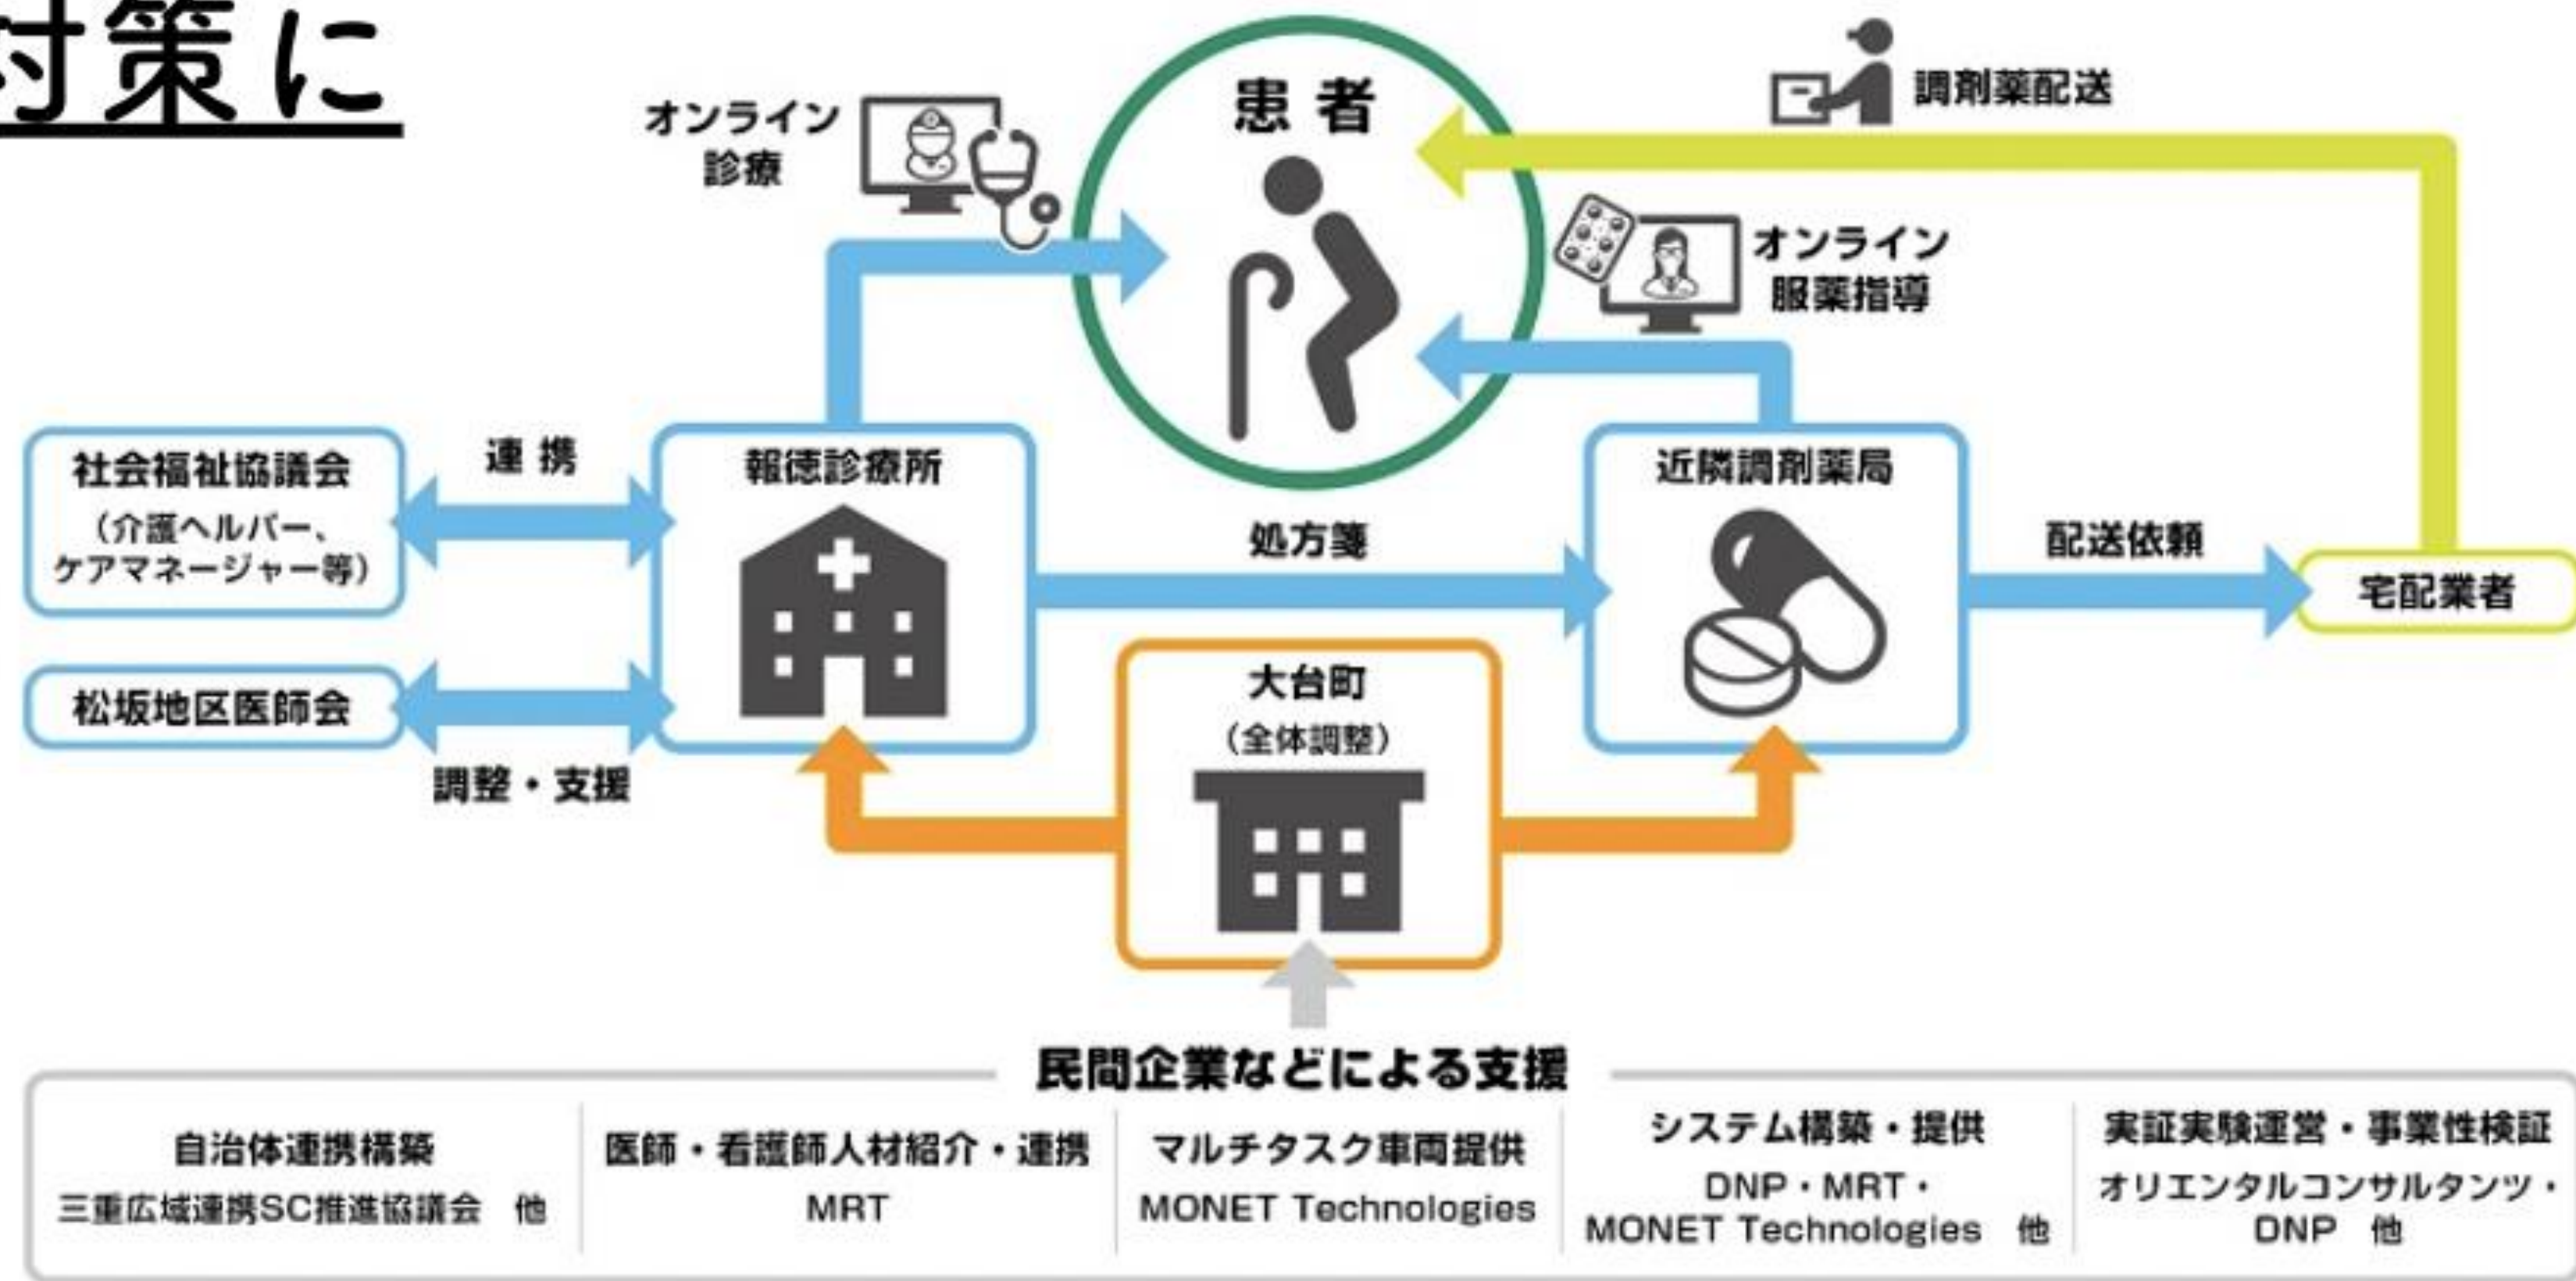 対策に
患者
調剤薬配送
オンライン
診療
オンライン
服薬指導
社会福祉協議会
（介護ヘルパー、
ケアマネージャー等）
連携
報徳診療所
処方箋
近隣調剤薬局
配送依頼
宅配業者
松坂地区医師会
調整・支援
大台町
（全体調整）
民間企業などによる支援
自治体連携構築
三重広域連携SC推進協議会　他
医師・看護師人材紹介・連携
MRT
マルチタスク車両提供
MONET Technologies
システム構築・提供
DNP・MRT・
MONET Technologies　他
実証実験運営・事業性検証
オリエンタルコンサルタンツ・
DNP　他